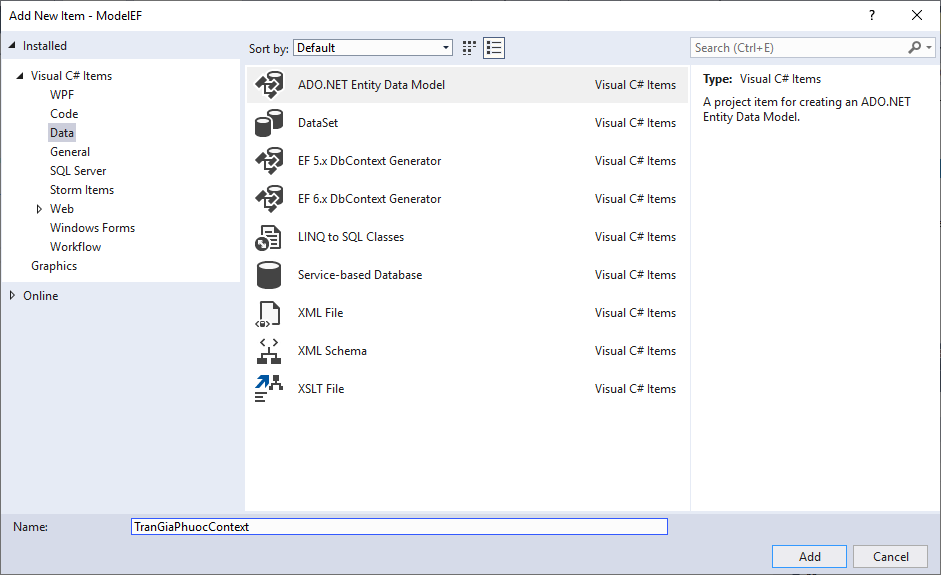 Add New Item - ModelEF
?
Installed
Sort by: Default
Search (Ctrl+E)
Visual C# Items
WPF
Code
Data
General
SQL Server
Storm Items
Web
Windows Forms
Workflow
Graphics
Online
ADO.NET Entity Data Model Visual C# Items
DataSet Visual C# Items
EF 5.x DbContext Generator Visual C# Items
EF 6.x DbContext Generator Visual C# Items
LINQ to SQL Classes Visual C# Items
Service-based Database Visual C# Items
XML File Visual C# Items
XML Schema Visual C# Items
XSLT File Visual C# Items
Type: Visual C# Items
A project item for creating an ADO.NET
Entity Data Model.
Name: TranGiaPhuocContext
Add Cancel